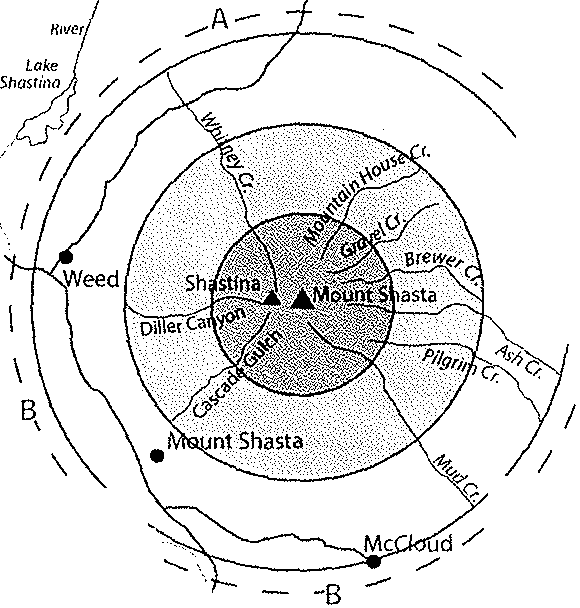 A
River
Lake
Shastina
Whitney Cr.
Mountain House Cr.
Gravel Cr.
Brewer Cr.
Weed
Shastina
Mount Shasta
Diller Canyon
Ash Cr.
Pilgrim Cr.
Cascade Gulch
B
Mount Shasta
Mud Cr.
McCloud
B